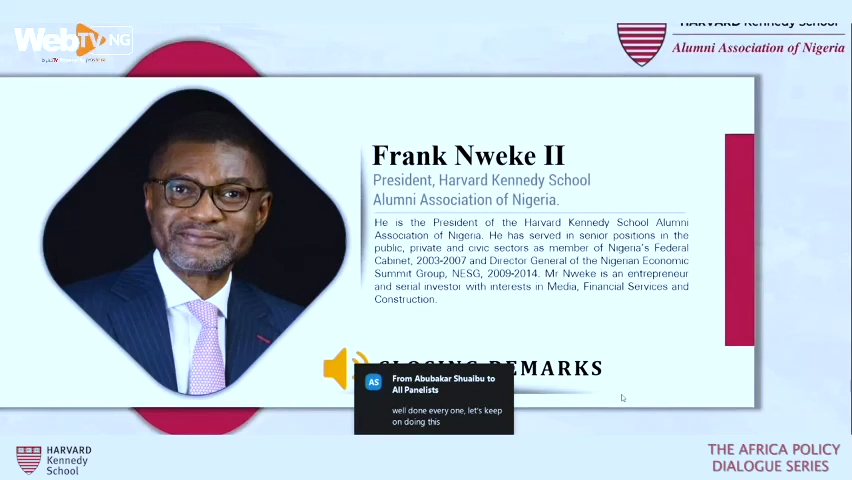 WebTV.NG
HARVARD Kennedy School
Alumni Association of Nigeria
Frank Nweke II
President, Harvard Kennedy School
Alumni Association of Nigeria.
He is the President of the Harvard Kennedy School Alumni
Association of Nigeria. He has served in senior positions in the
public, private and civic sectors as member of Nigeria's Federal
Cabinet, 2003-2007 and Director General of the Nigerian Economic
Summit Group, NESG, 2009-2014. Mr Nweke is an entrepreneur
and serial investor with interests in Media, Financial Services and
Construction.
CLOSING REMARKS
AS
From Abubakar Shuaibu to
All Panelists
well done every one, let's keep
on doing this
HARVARD
Kennedy
School
THE AFRICA POLICY
DIALOGUE SERIES